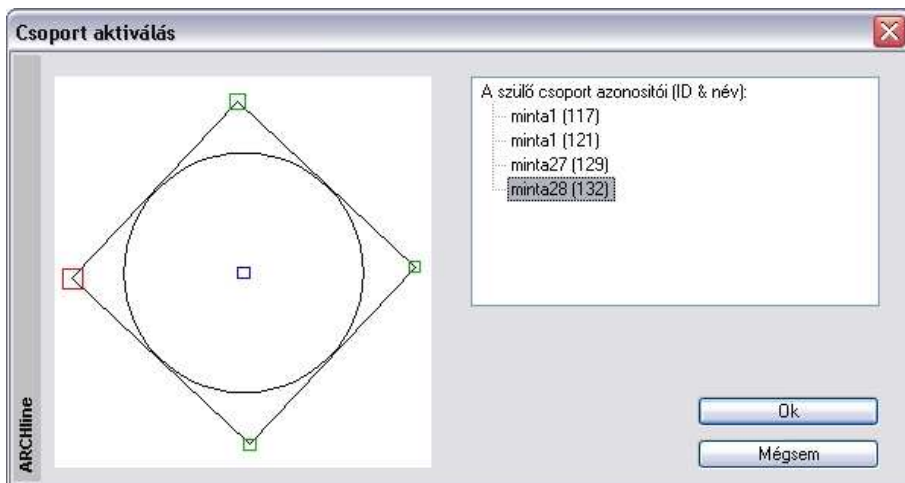 Csoport aktiválás
A szülő csoport azonosítói (ID & név):
minta1 (117)
minta1 (121)
minta27 (129)
minta28 (132)
Ok
Mégsem
ARCHline